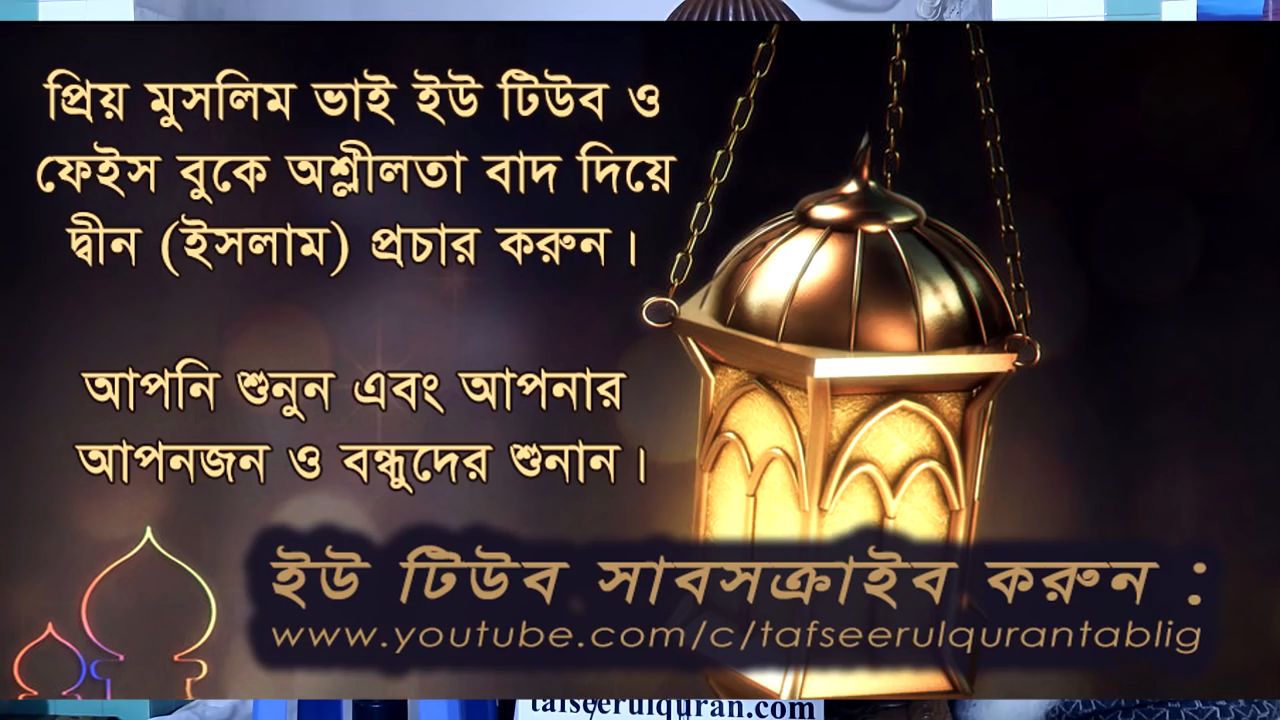 প্রিয় মুসলিম ভাই ইউ টিউব ও
ফেইস বুকে অশ্লীলতা বাদ দিয়ে
দ্বীন (ইসলাম) প্রচার করুন।
আপনি শুনুন এবং আপনার
আপনজন ও বন্ধুদের শুনান।
ইউ টিউব সাবসক্রাইব করুন :
www.youtube.com/c/tafseerulqurantablig
tafseerulquran.com